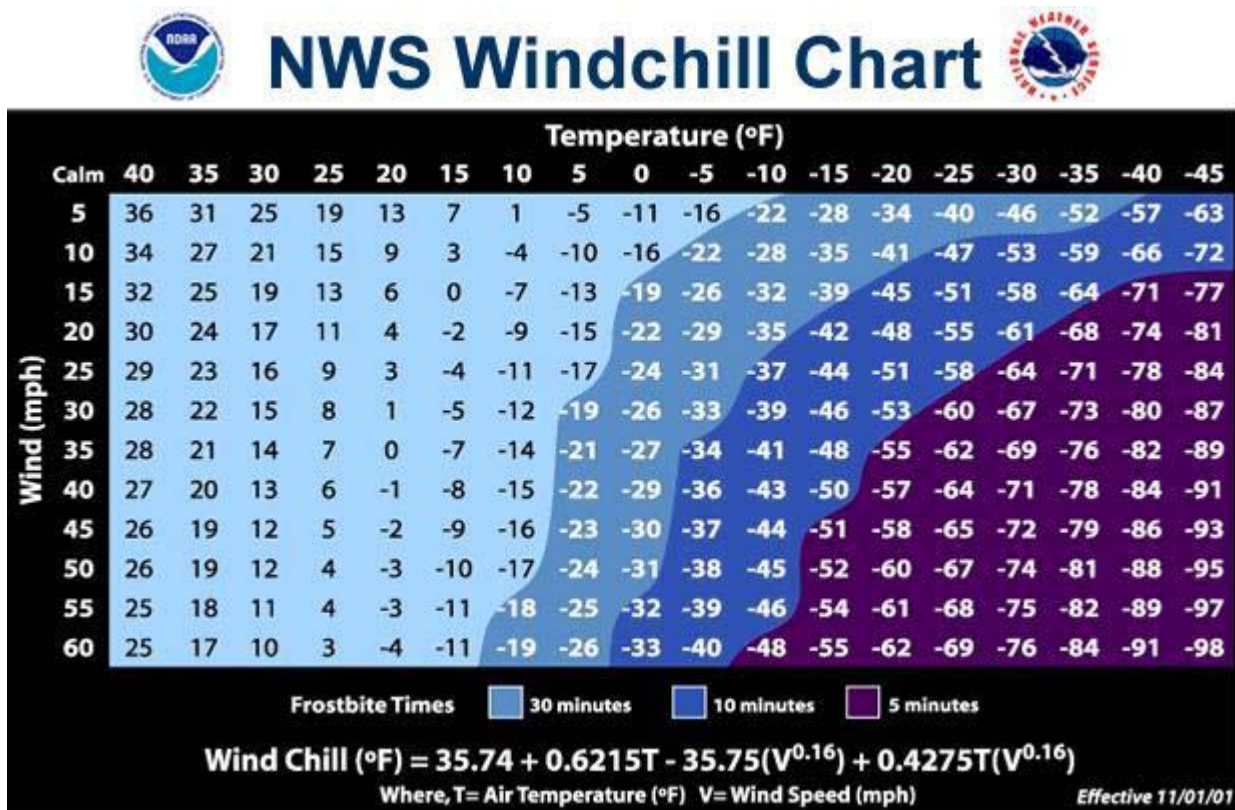 NOAA
NWS Windchill Chart
NATIONAL WEATHER SERVICE
Temperature (ºF)
Calm 40 35 30 25 20 15 10 5 0 -5 -10 -15 -20 -25 -30 -35 -40 -45
5 36 31 25 19 13 7 1 -5 -11 -16 -22 -28 -34 -40 -46 -52 -57 -63
10 34 27 21 15 9 3 -4 -10 -16 -22 -28 -35 -41 -47 -53 -59 -66 -72
15 32 25 19 13 6 0 -7 -13 -19 -26 -32 -39 -45 -51 -58 -64 -71 -77
20 30 24 17 11 4 -2 -9 -15 -22 -29 -35 -42 -48 -55 -61 -68 -74 -81
25 29 23 16 9 3 -4 -11 -17 -24 -31 -37 -44 -51 -58 -64 -71 -78 -84
30 28 22 15 8 1 -5 -12 -19 -26 -33 -39 -46 -53 -60 -67 -73 -80 -87
35 28 21 14 7 0 -7 -14 -21 -27 -34 -41 -48 -55 -62 -69 -76 -82 -89
40 27 20 13 6 -1 -8 -15 -22 -29 -36 -43 -50 -57 -64 -71 -78 -84 -91
45 26 19 12 5 -2 -9 -16 -23 -30 -37 -44 -51 -58 -65 -72 -79 -86 -93
50 26 19 12 4 -3 -10 -17 -24 -31 -38 -45 -52 -60 -67 -74 -81 -88 -95
55 25 18 11 4 -3 -11 -18 -25 -32 -39 -46 -54 -61 -68 -75 -82 -89 -97
60 25 17 10 3 -4 -11 -19 -26 -33 -40 -48 -55 -62 -69 -76 -84 -91 -98
Wind (mph)
Frostbite Times 30 minutes 10 minutes 5 minutes
Wind Chill (ºF) = 35.74 + 0.6215T - 35.75(V^0.16) + 0.4275T(V^0.16)
Where, T= Air Temperature (ºF) V= Wind Speed (mph)
Effective 11/01/01